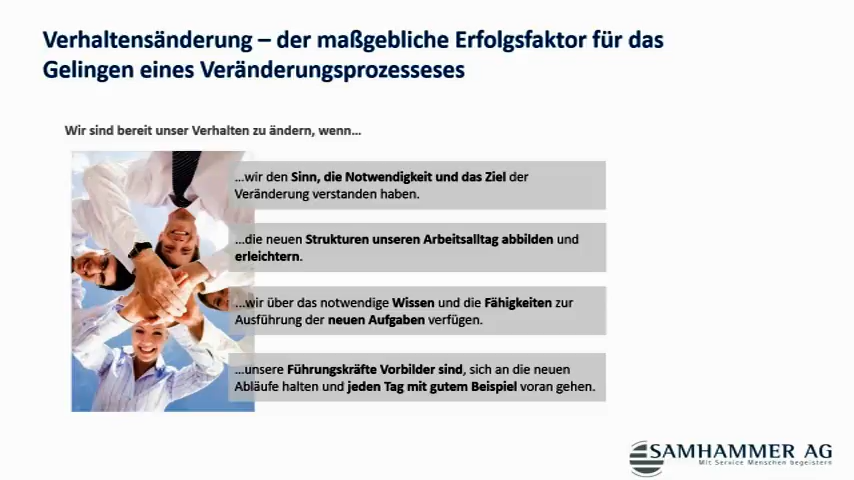 Verhaltensänderung – der maßgebliche Erfolgsfaktor für das
Gelingen eines Veränderungsprozesseses
Wir sind bereit unser Verhalten zu ändern, wenn…
…wir den Sinn, die Notwendigkeit und das Ziel der
Veränderung verstanden haben.
…die neuen Strukturen unseren Arbeitsalltag abbilden und
erleichtern.
…wir über das notwendige Wissen und die Fähigkeiten zur
Ausführung der neuen Aufgaben verfügen.
…unsere Führungskräfte Vorbilder sind, sich an die neuen
Abläufe halten und jeden Tag mit gutem Beispiel voran gehen.
SAMHAMMER AG
Mit Service Menschen begeistern